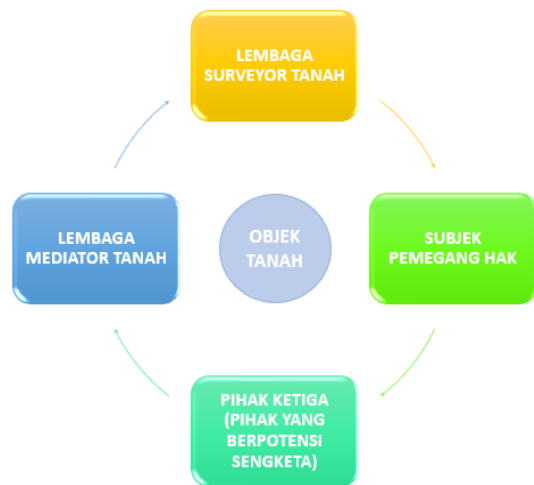 LEMBAGA
SURVEYOR TANAH
LEMBAGA
MEDIATOR TANAH
OBJEK
TANAH
SUBJEK
PEMEGANG HAK
PIHAK KETIGA
(PIHAK YANG
BERPOTENSI
SENGKETA)